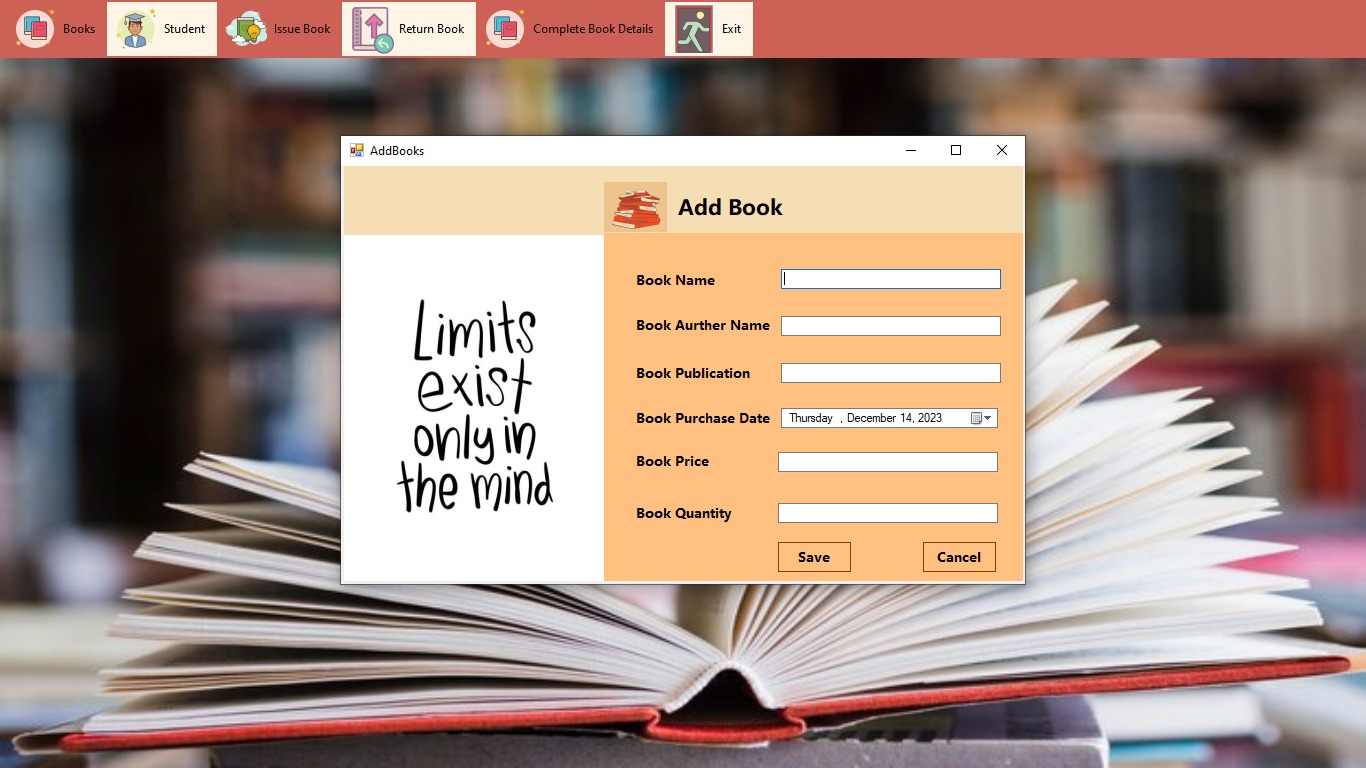 Books Student Issue Book Return Book Complete Book Details Exit
AddBooks
Add Book
Limits
exist
only in
the mind
Book Name
Book Aurther Name
Book Publication
Book Purchase Date Thursday , December 14, 2023
Book Price
Book Quantity
Save Cancel